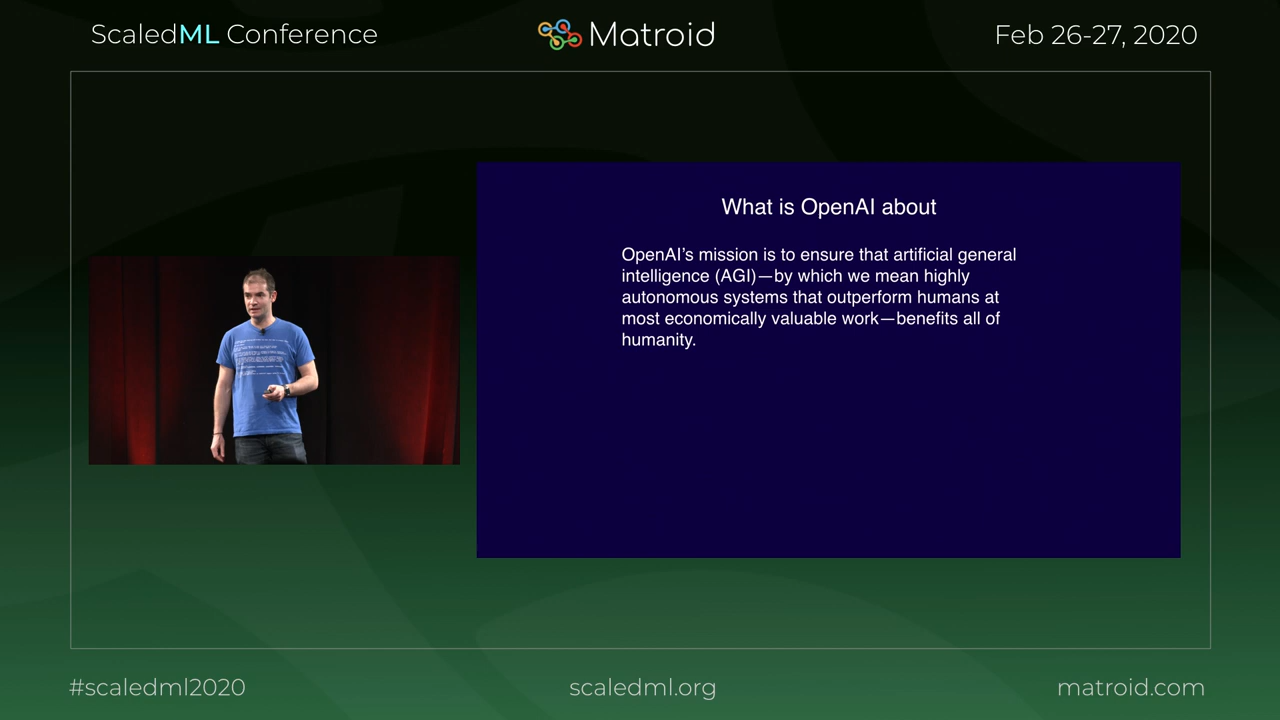 ScaledML Conference
Matroid
Feb 26-27, 2020
What is OpenAI about
OpenAI’s mission is to ensure that artificial general
intelligence (AGI)—by which we mean highly
autonomous systems that outperform humans at
most economically valuable work—benefits all of
humanity.
#scaledml2020
scaledml.org
matroid.com